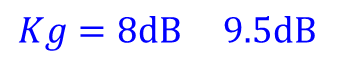 Kg = 8dB 9.5dB